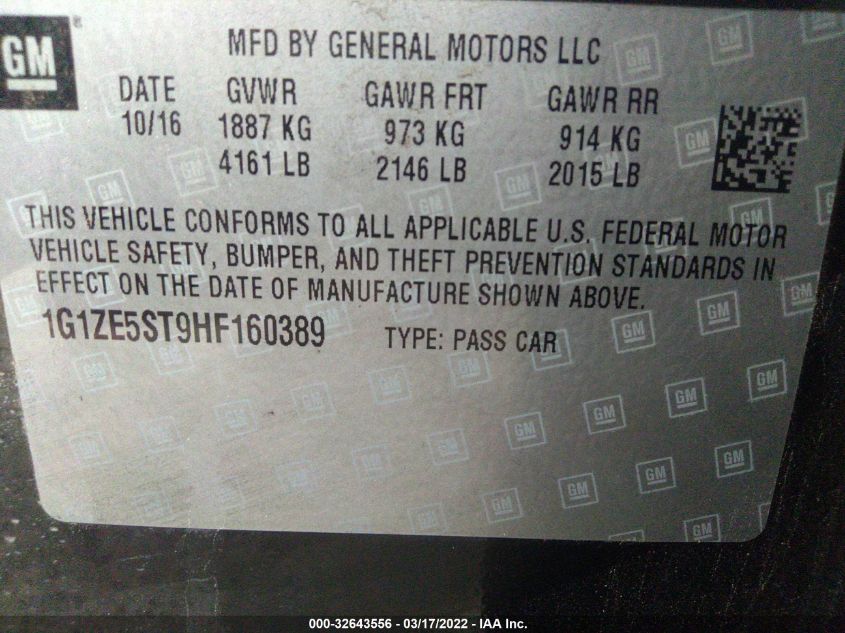 GM ®
MFD BY GENERAL MOTORS LLC
DATE GVWR GAWR FRT GAWR RR
10/16 1887 KG 973 KG 914 KG
4161 LB 2146 LB 2015 LB
THIS VEHICLE CONFORMS TO ALL APPLICABLE U.S. FEDERAL MOTOR
VEHICLE SAFETY, BUMPER, AND THEFT PREVENTION STANDARDS IN
EFFECT ON THE DATE OF MANUFACTURE SHOWN ABOVE.
1G1ZE5ST9HF160389 TYPE: PASS CAR
000-32643556 - 03/17/2022 - IAA Inc.